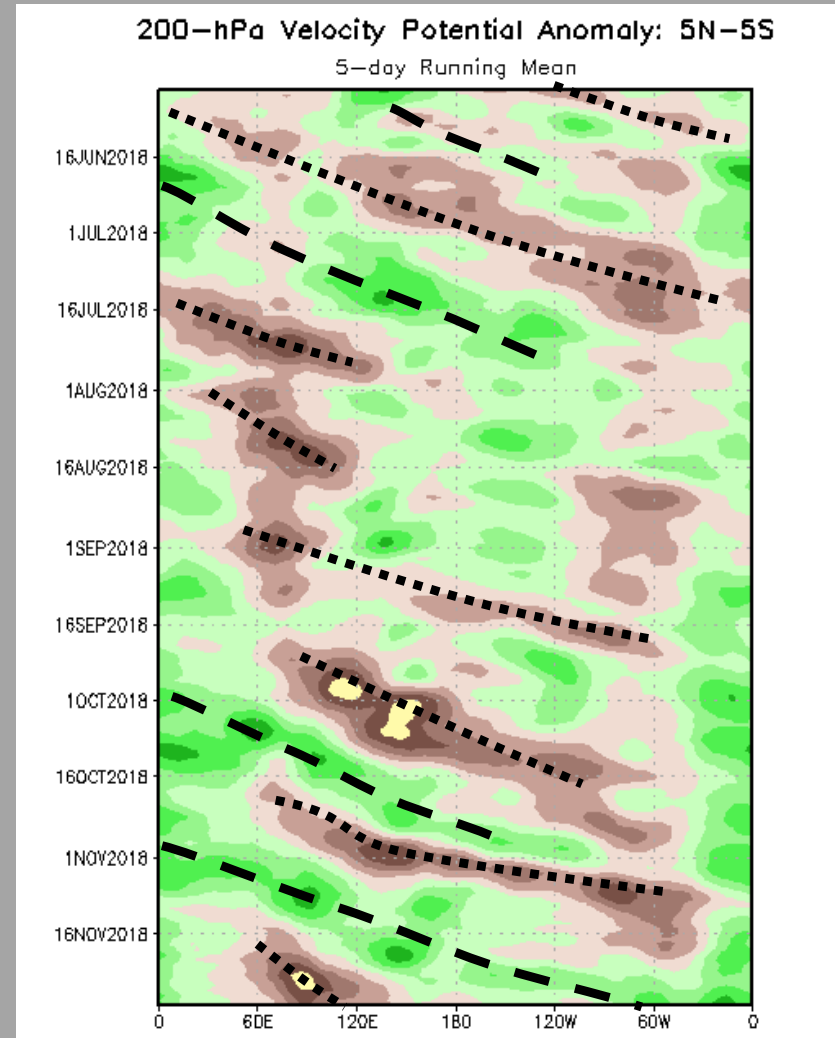 200-hPa Velocity Potential Anomaly: 5N-5S
5-day Running Mean
16JUN2018
1JUL2018
16JUL2018
1AUG2018
16AUG2018
1SEP2018
16SEP2018
1OCT2018
16OCT2018
1NOV2018
16NOV2018
0 60E 120E 180 120W 60W 0